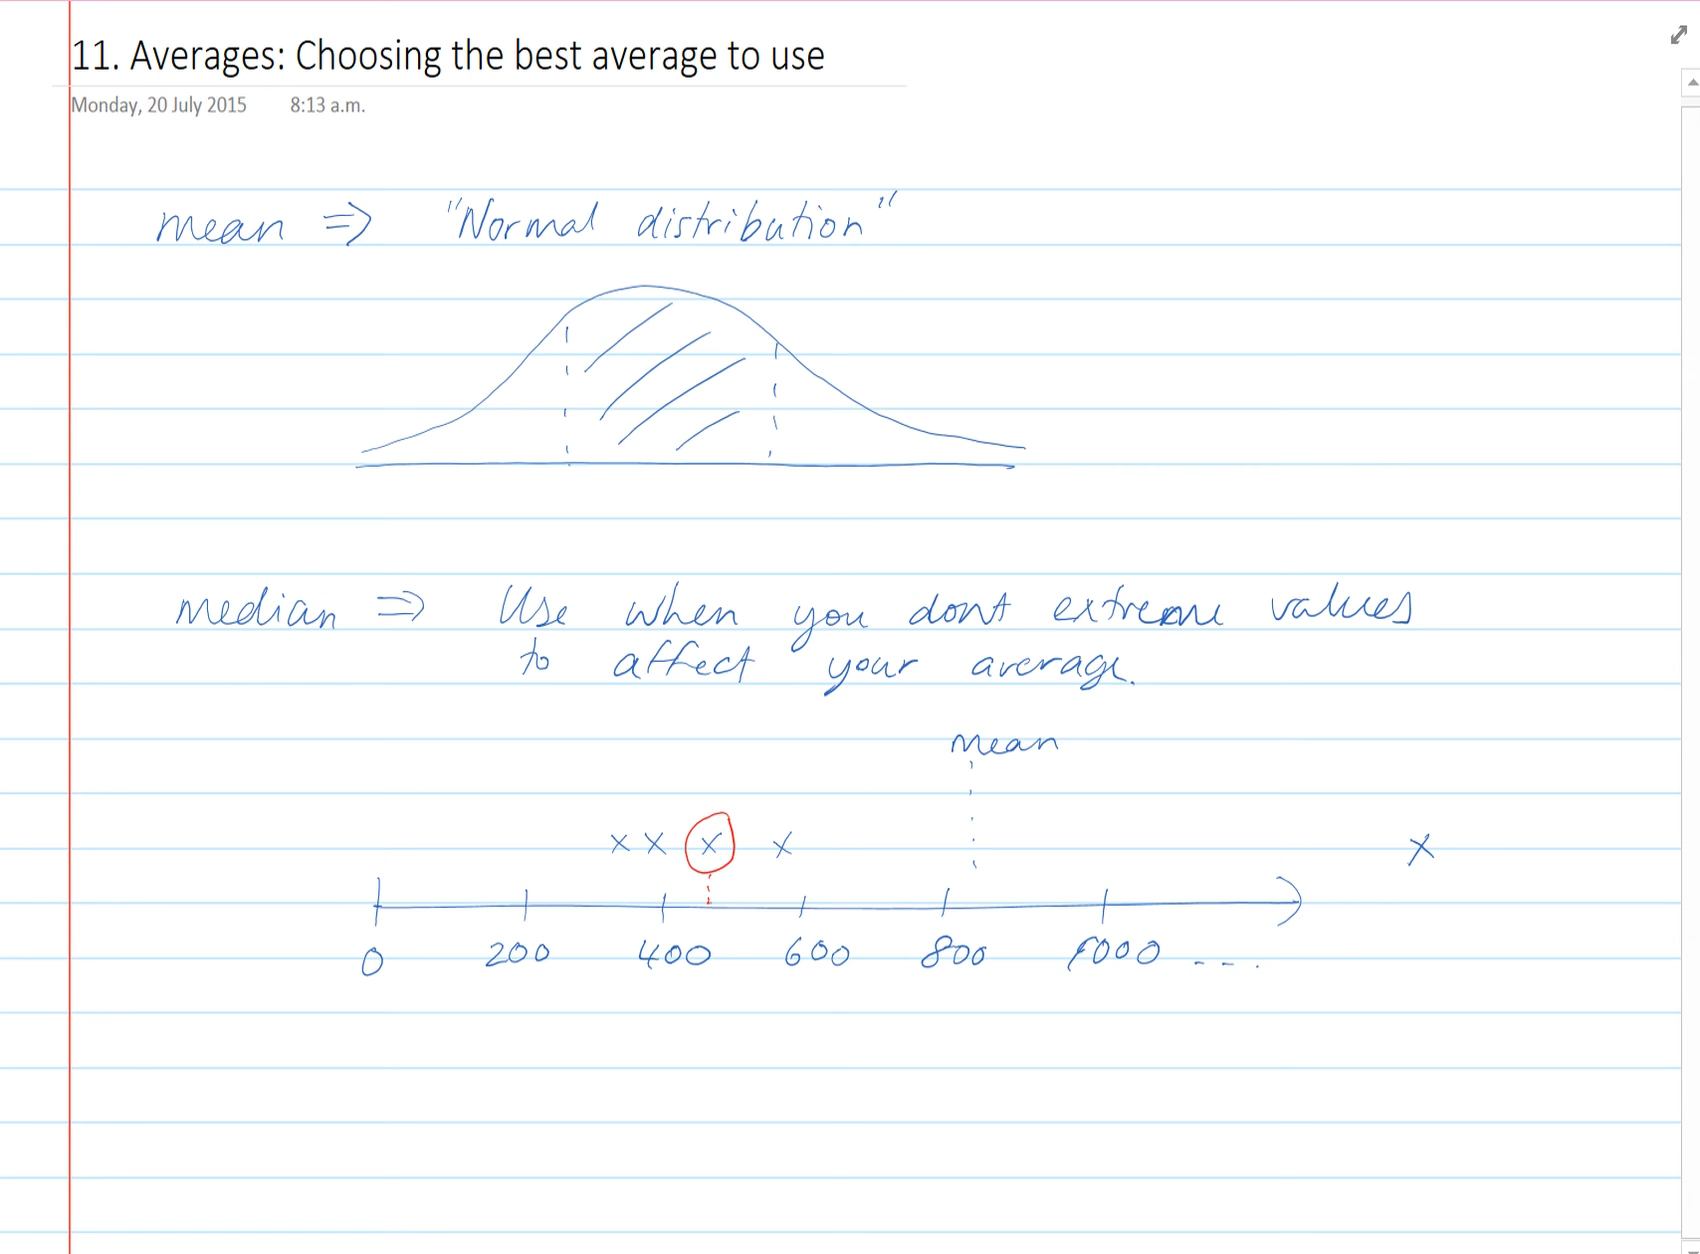 11. Averages: Choosing the best average to use
Monday, 20 July 2015 8:13 a.m.
mean ⇒ "Normal distribution"
median ⇒ Use when you dont extreme values
to affect your average.
mean
x x x x x
0 200 400 600 800 1000 ---.